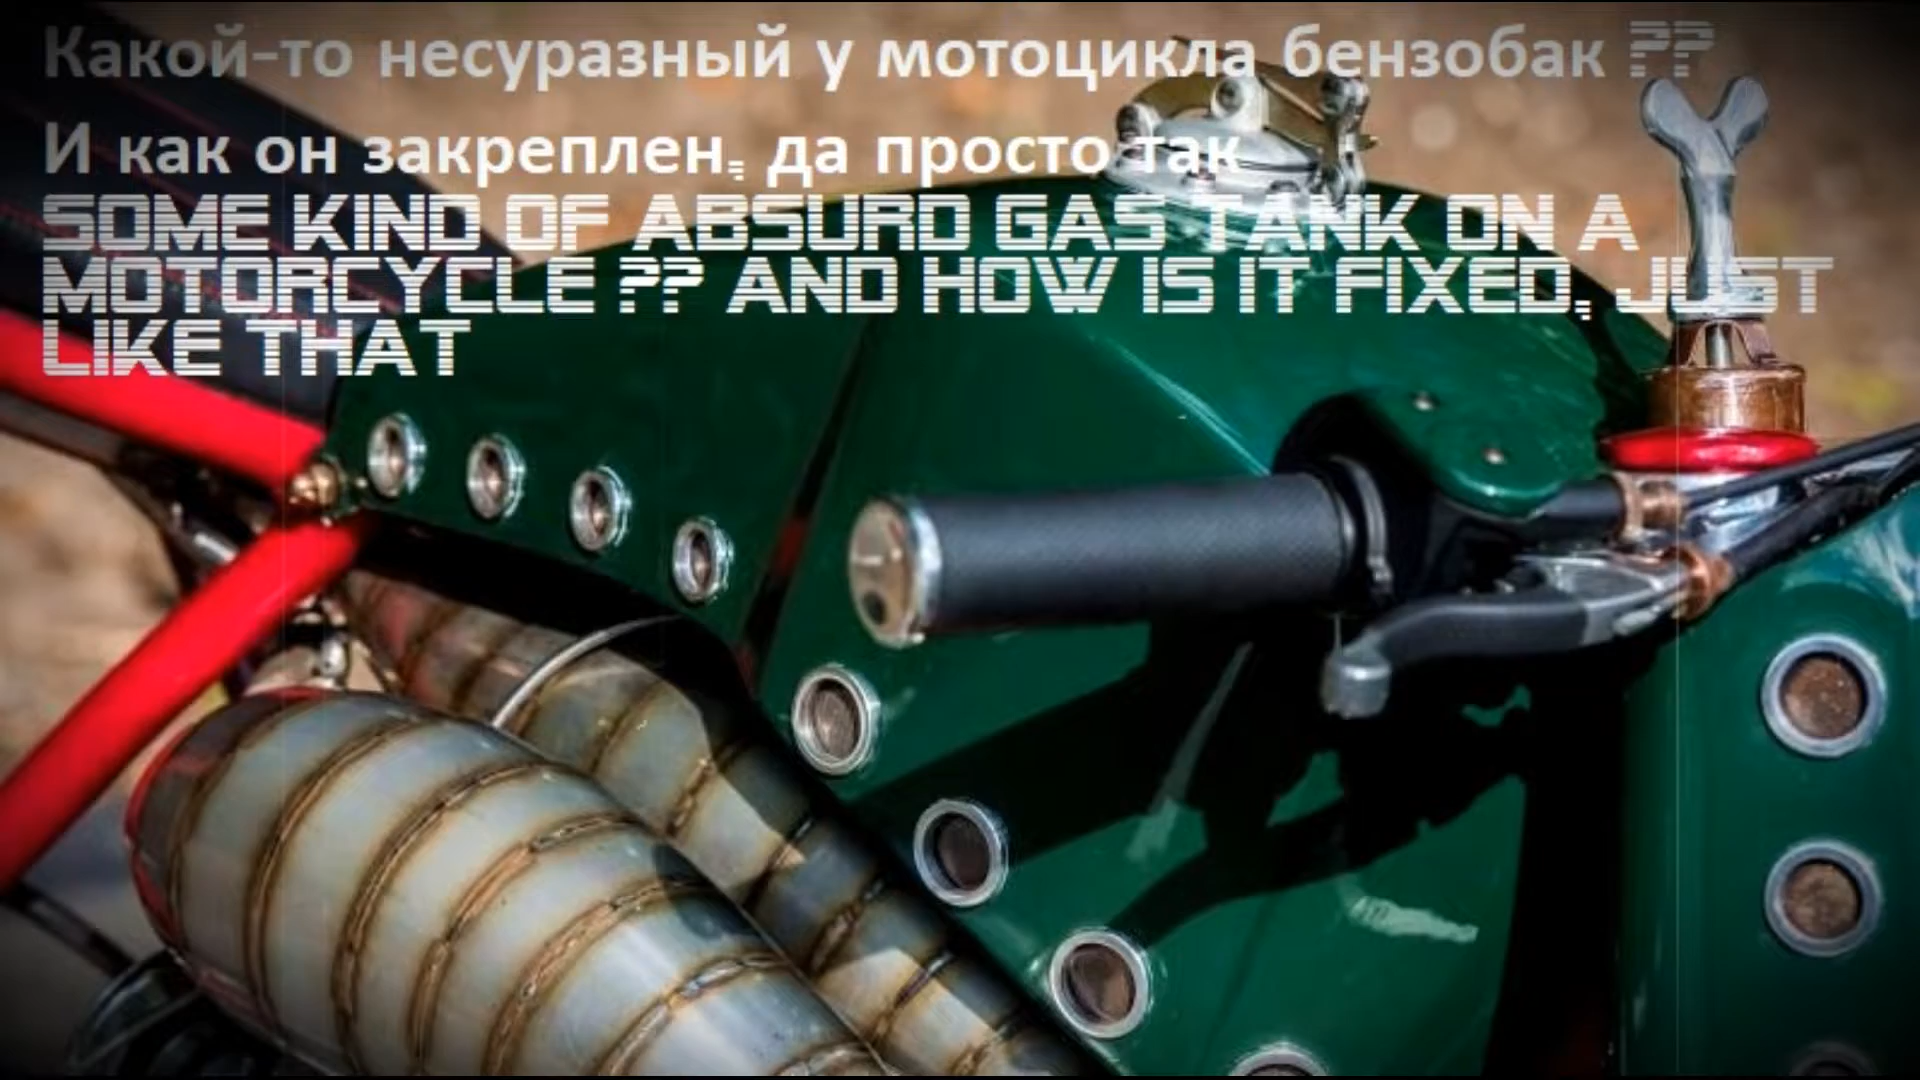 Какой-то несуразный у мотоцикла бензобак ??
И как он закреплен, да просто так
SOME KIND OF ABSURD GAS TANK ON A
MOTORCYCLE ?? AND HOW IS IT FIXED, JUST
LIKE THAT